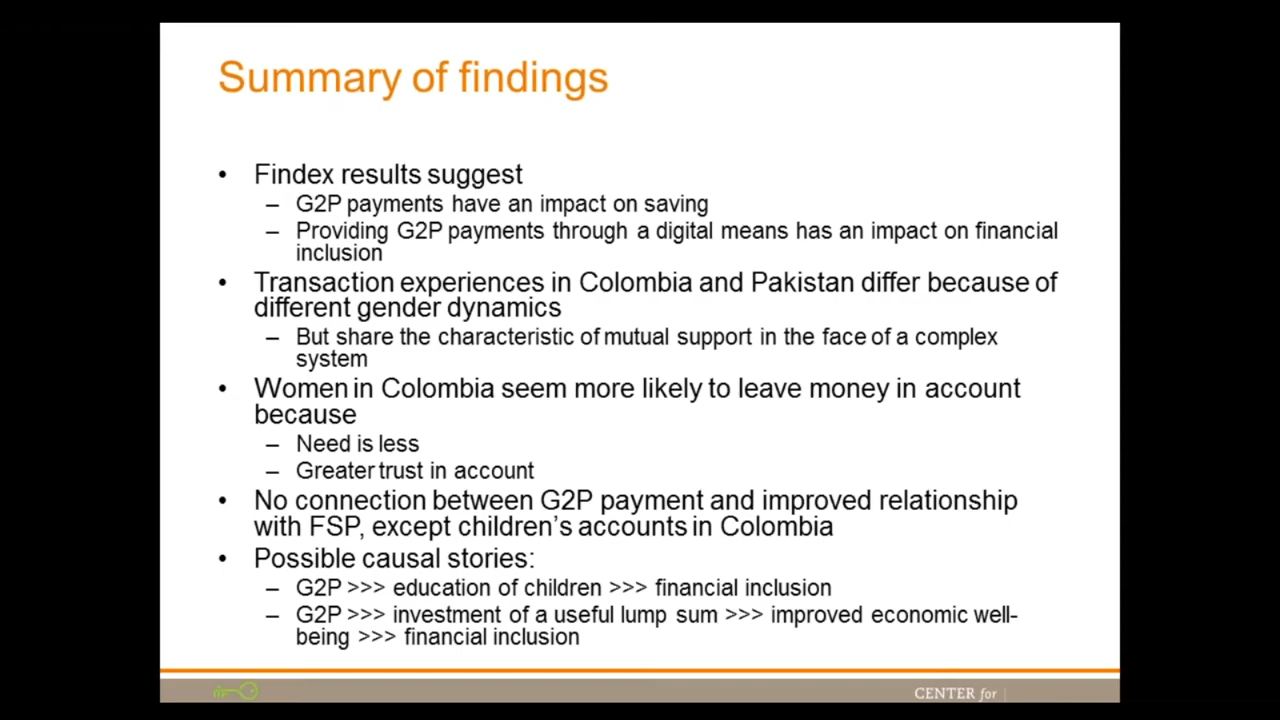 Summary of findings
• Findex results suggest
– G2P payments have an impact on saving
– Providing G2P payments through a digital means has an impact on financial
inclusion
• Transaction experiences in Colombia and Pakistan differ because of
different gender dynamics
– But share the characteristic of mutual support in the face of a complex
system
• Women in Colombia seem more likely to leave money in account
because
– Need is less
– Greater trust in account
• No connection between G2P payment and improved relationship
with FSP, except children's accounts in Colombia
• Possible causal stories:
– G2P >>> education of children >>> financial inclusion
– G2P >>> investment of a useful lump sum >>> improved economic well-
being >>> financial inclusion
CENTER for